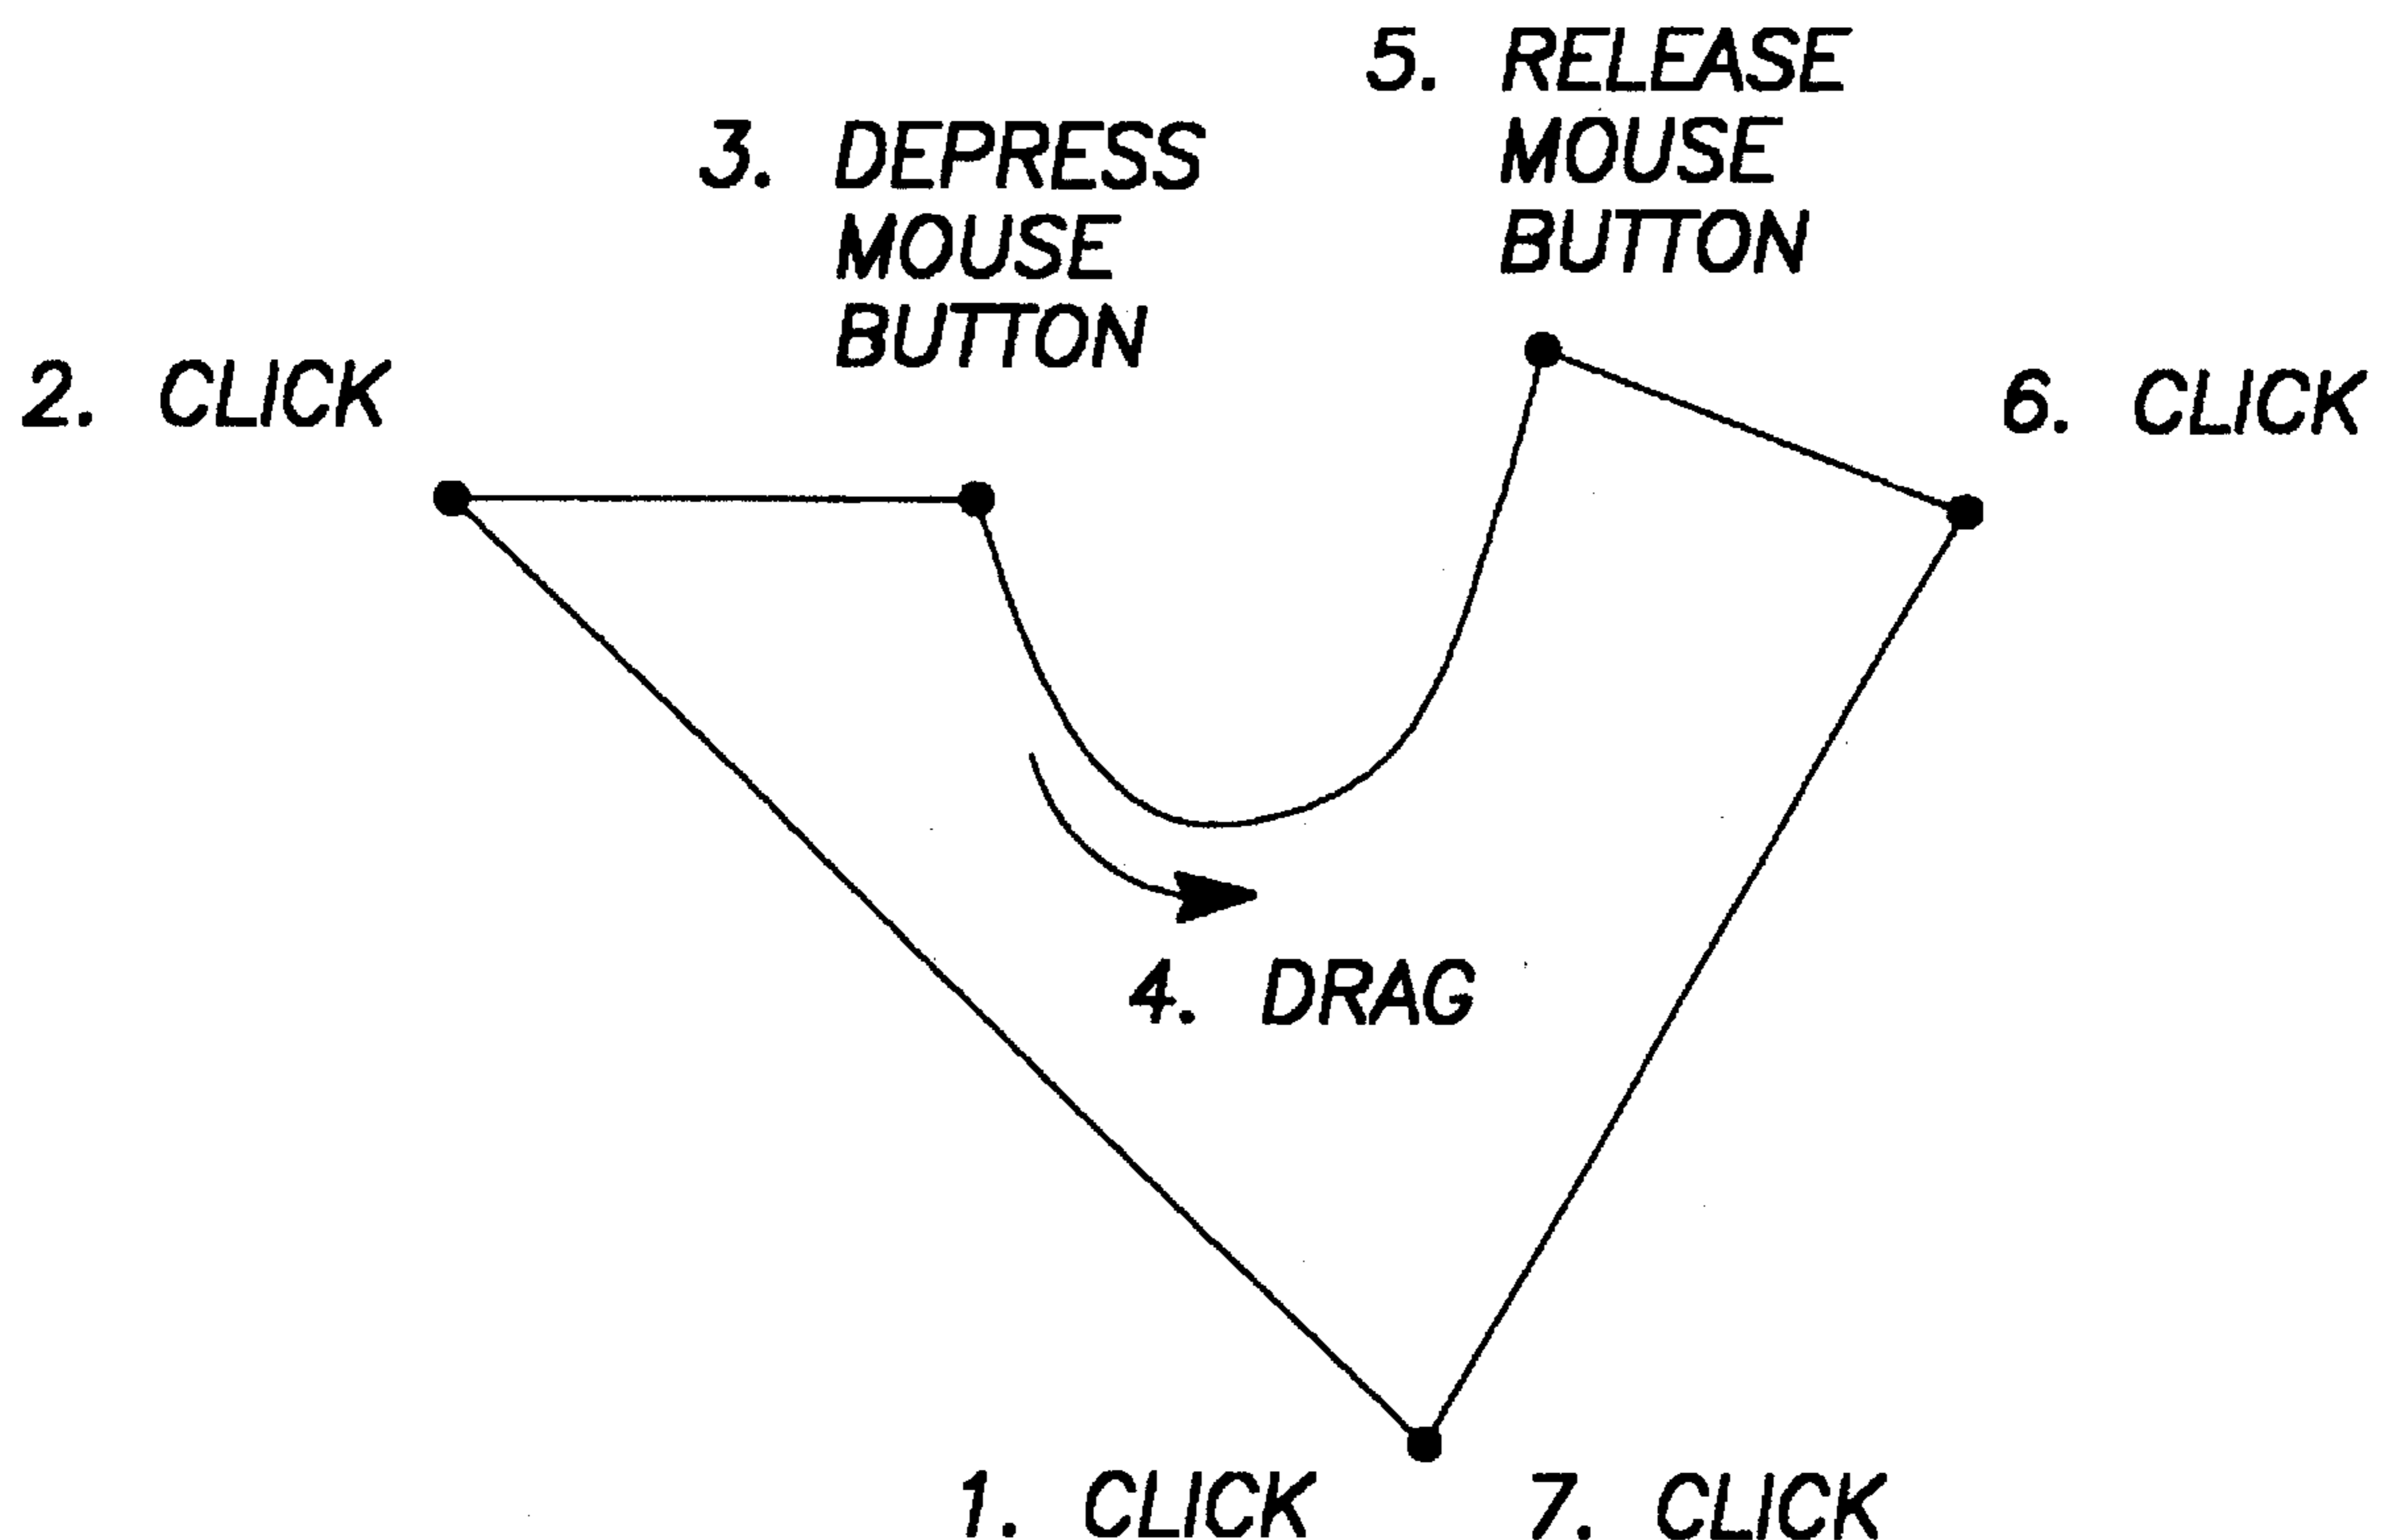 5. RELEASE
MOUSE
BUTTON
3. DEPRESS
MOUSE
BUTTON
2. CLICK
6. CLICK
4. DRAG
1. CLICK
7. CLICK